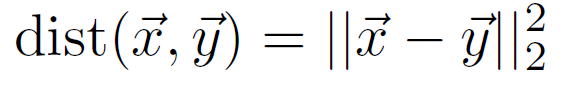 dist(x⃗, y⃗) = ||x⃗ − y⃗||₂²